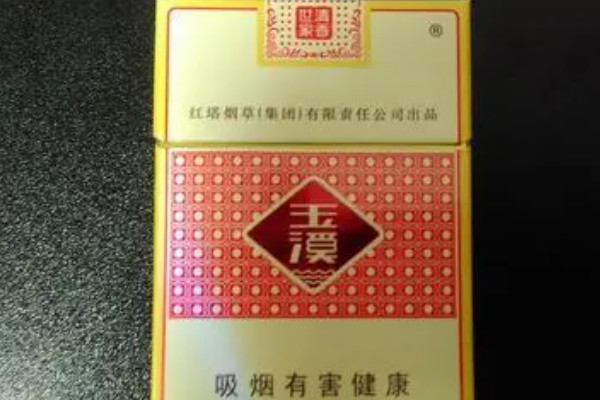 清香
世家
®
红塔烟草(集团)有限责任公司出品
玉溪
吸烟有害健康